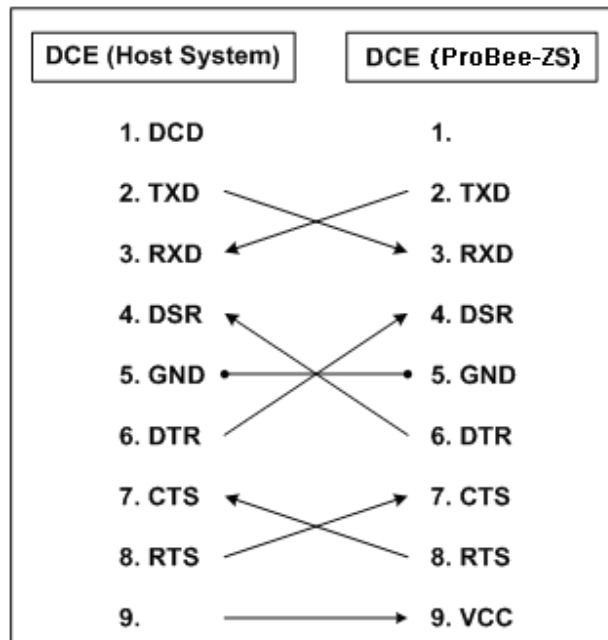 DCE (Host System) DCE (ProBee-ZS)
1. DCD 1.
2. TXD 2. TXD
3. RXD 3. RXD
4. DSR 4. DSR
5. GND 5. GND
6. DTR 6. DTR
7. CTS 7. CTS
8. RTS 8. RTS
9. 9. VCC